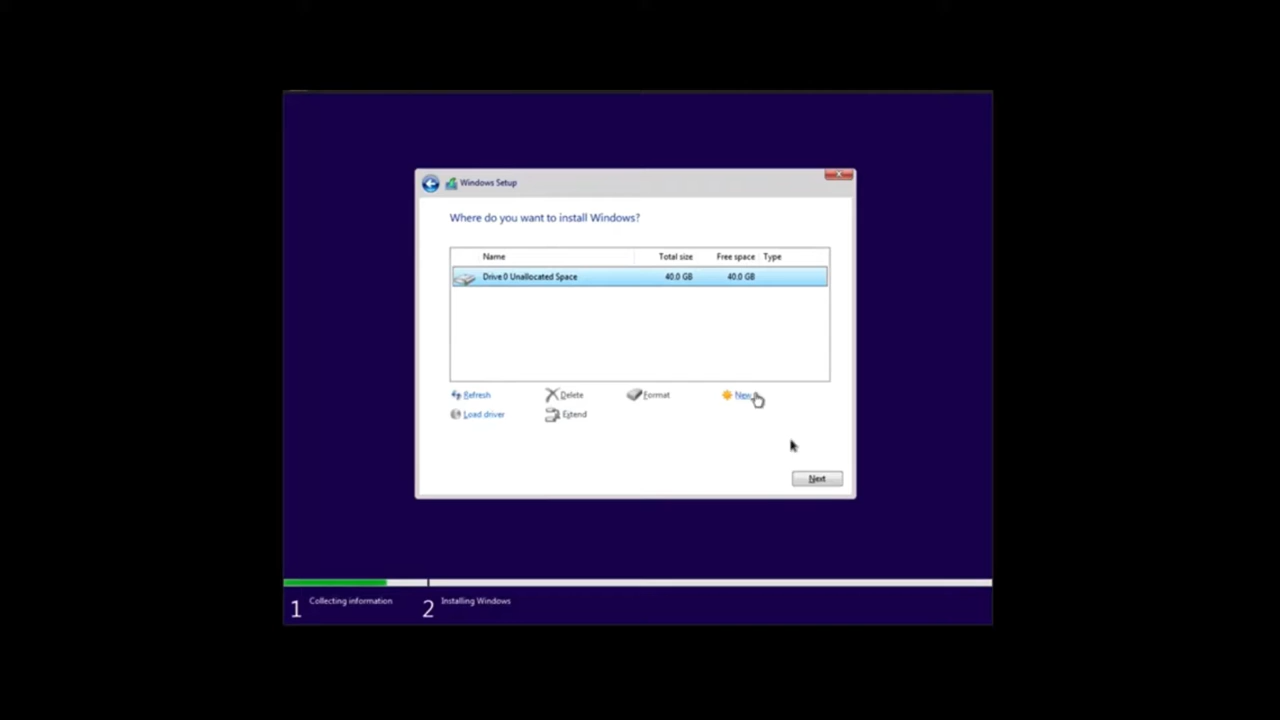 Windows Setup
Where do you want to install Windows?
Name Total size Free space Type
Drive 0 Unallocated Space 40.0 GB 40.0 GB
Refresh Delete Format New
Load driver Extend
Next
1 Collecting information 2 Installing Windows